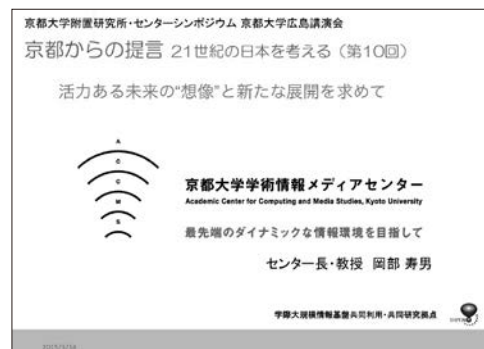 京都大学附置研究所・センターシンポジウム 京都大学広島講演会
京都からの提言 21世紀の日本を考える（第10回）
活力ある未来の“想像”と新たな展開を求めて
A
C
C
M
S
京都大学学術情報メディアセンター
Academic Center for Computing and Media Studies, Kyoto University
最先端のダイナミックな情報環境を目指して
センター長・教授 岡部 寿男
学際大規模情報基盤共同利用・共同研究拠点